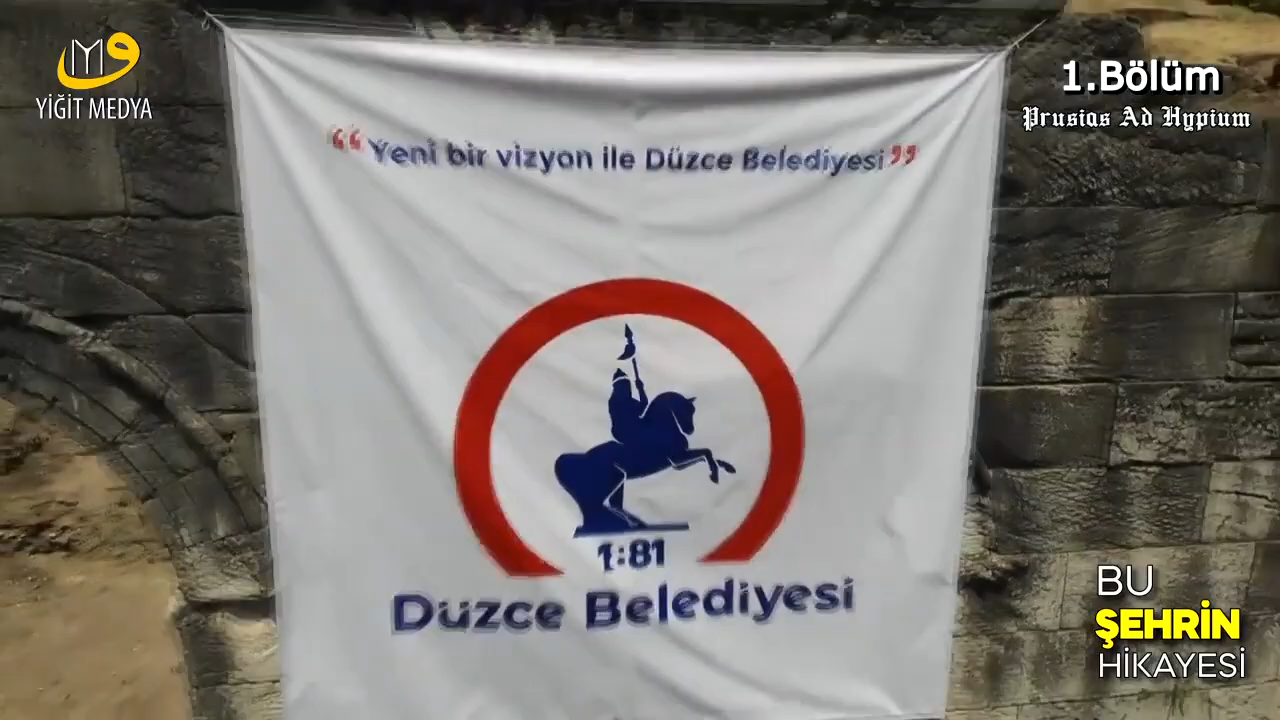 YİĞİT MEDYA
1.Bölüm
Prusias Ad Hypium
“Yeni bir vizyon ile Düzce Belediyesi”
1:81
Düzce Belediyesi
BU
ŞEHRİN
HİKAYESİ